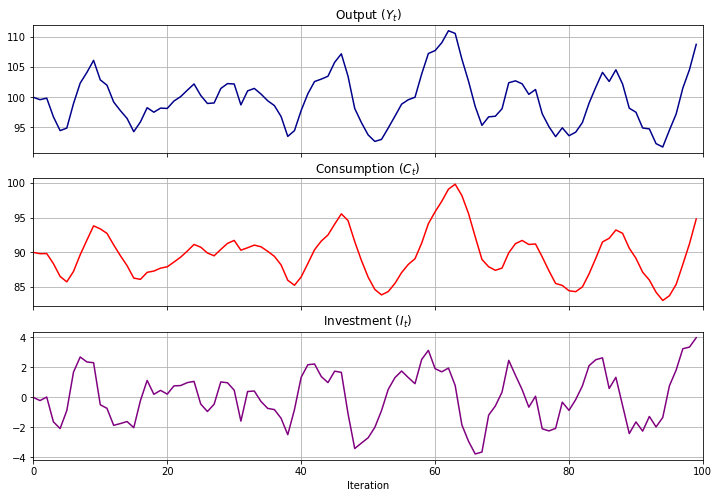 Output (Y_t)
110
105
100
95
Consumption (C_t)
100
95
90
85
Investment (I_t)
4
2
0
−2
−4
0 20 40 60 80 100
Iteration